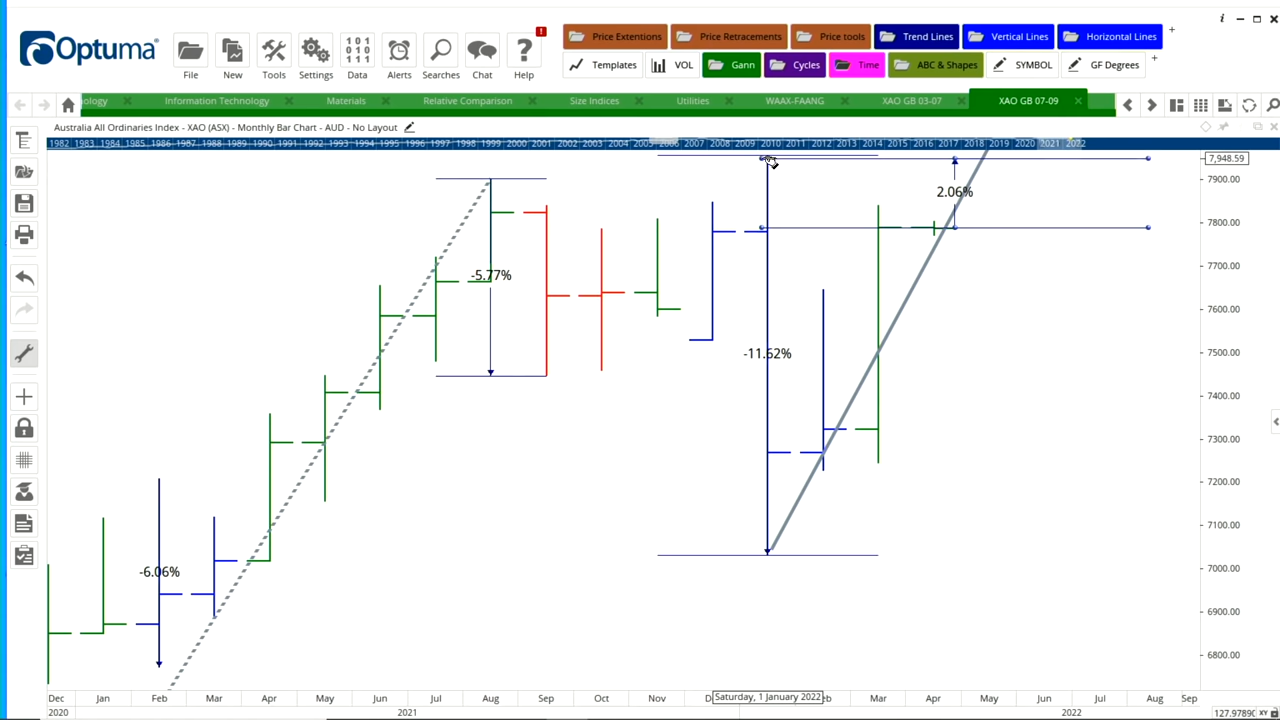 i
Optuma
File New Tools Settings Data Alerts Searches Chat Help
Price Extentions Price Retracements Price tools Trend Lines Vertical Lines Horizontal Lines
Templates VOL Gann Cycles Time ABC & Shapes SYMBOL GF Degrees
ology Information Technology Materials Relative Comparison Size Indices Utilities WAAX-FAANG XAO GB 03-07 XAO GB 07-09
Australia All Ordinaries Index - XAO (ASX) - Monthly Bar Chart - AUD - No Layout
1982 1983 1984 1985 1986 1987 1988 1989 1990 1991 1992 1993 1994 1995 1996 1997 1998 1999 2000 2001 2002 2003 2004 2005 2006 2007 2008 2009 2010 2011 2012 2013 2014 2015 2016 2017 2018 2019 2020 2021 2022
7,948.59
7900.00
2.06%
7800.00
-5.77%
7700.00
7600.00
7500.00
-11.62%
7400.00
7300.00
7200.00
7100.00
-6.06%
7000.00
6900.00
6800.00
Dec Jan Feb Mar Apr May Jun Jul Aug Sep Oct Nov D Saturday, 1 January 2022 eb Mar Apr May Jun Jul Aug Sep
2020 2021 2022 XY